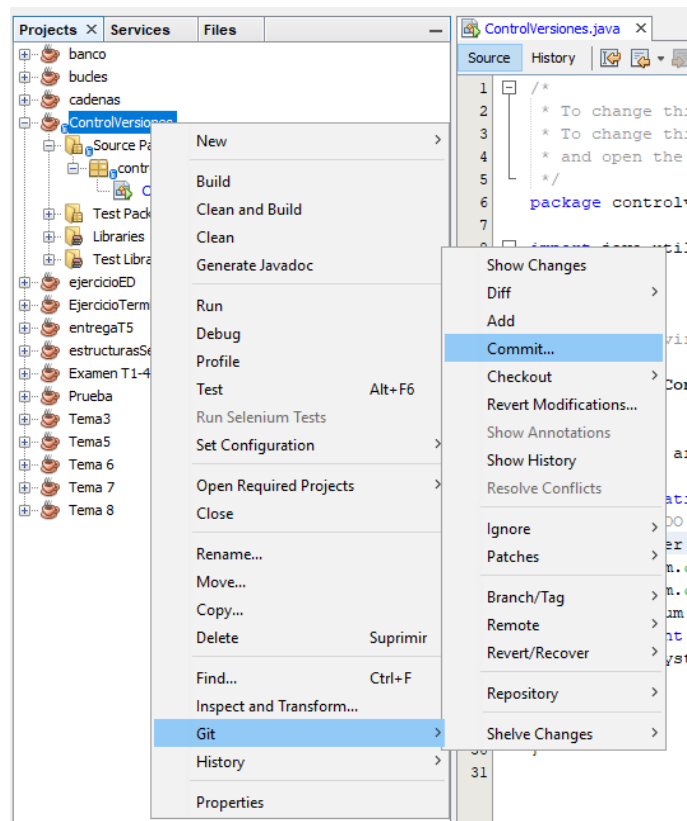 Projects Services Files
banco
bucles
cadenas
ControlVersiones
Source Pa
contr
C
Test Pack
Libraries
Test Libra
ejercicioED
EjercicioTerm
entregaT5
estructurasSe
Examen T1-4
Prueba
Tema3
Tema5
Tema 6
Tema 7
Tema 8
New
Build
Clean and Build
Clean
Generate Javadoc
Run
Debug
Profile
Test Alt+F6
Run Selenium Tests
Set Configuration
Open Required Projects
Close
Rename...
Move...
Copy...
Delete Suprimir
Find... Ctrl+F
Inspect and Transform...
Git
History
Properties
Show Changes
Diff
Add
Commit...
Checkout
Revert Modifications...
Show Annotations
Show History
Resolve Conflicts
Ignore
Patches
Branch/Tag
Remote
Revert/Recover
Repository
Shelve Changes
ControlVersiones.java
Source History
1 /*
2 * To change thi
3 * To change thi
4 * and open the
5 */
6 package controlv
7
31